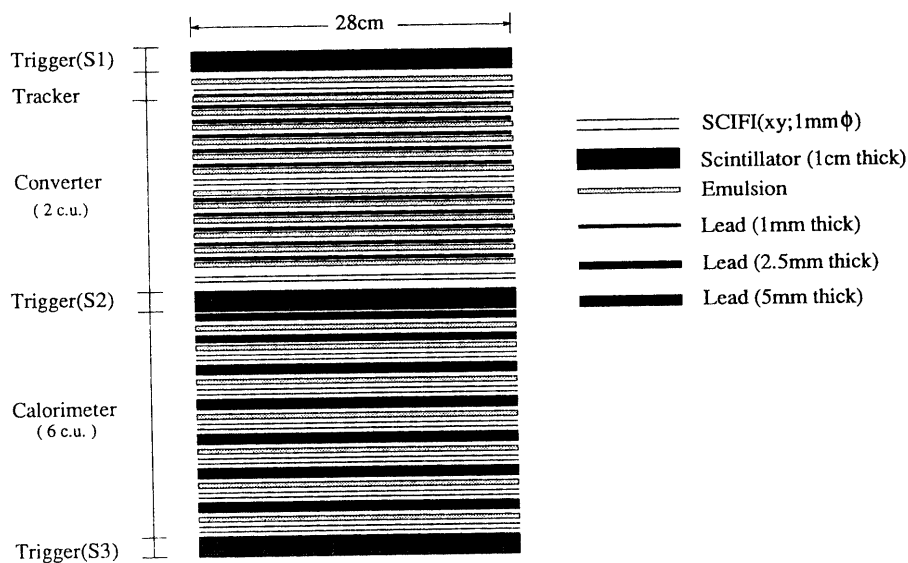 28cm
Trigger(S1)
Tracker
Converter
( 2 c.u.)
Trigger(S2)
Calorimeter
( 6 c.u. )
Trigger(S3)
SCIFI(xy;1mmϕ)
Scintillator (1cm thick)
Emulsion
Lead (1mm thick)
Lead (2.5mm thick)
Lead (5mm thick)